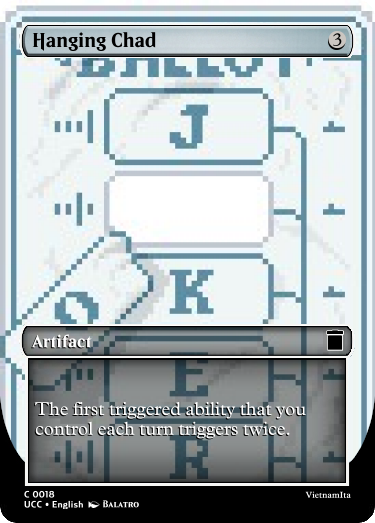 Hanging Chad 3
BALLOT
J
O
K
Artifact
E
The first triggered ability that you
control each turn triggers twice.
R
C 0018
VietnamIta
UCC • English BALATRO